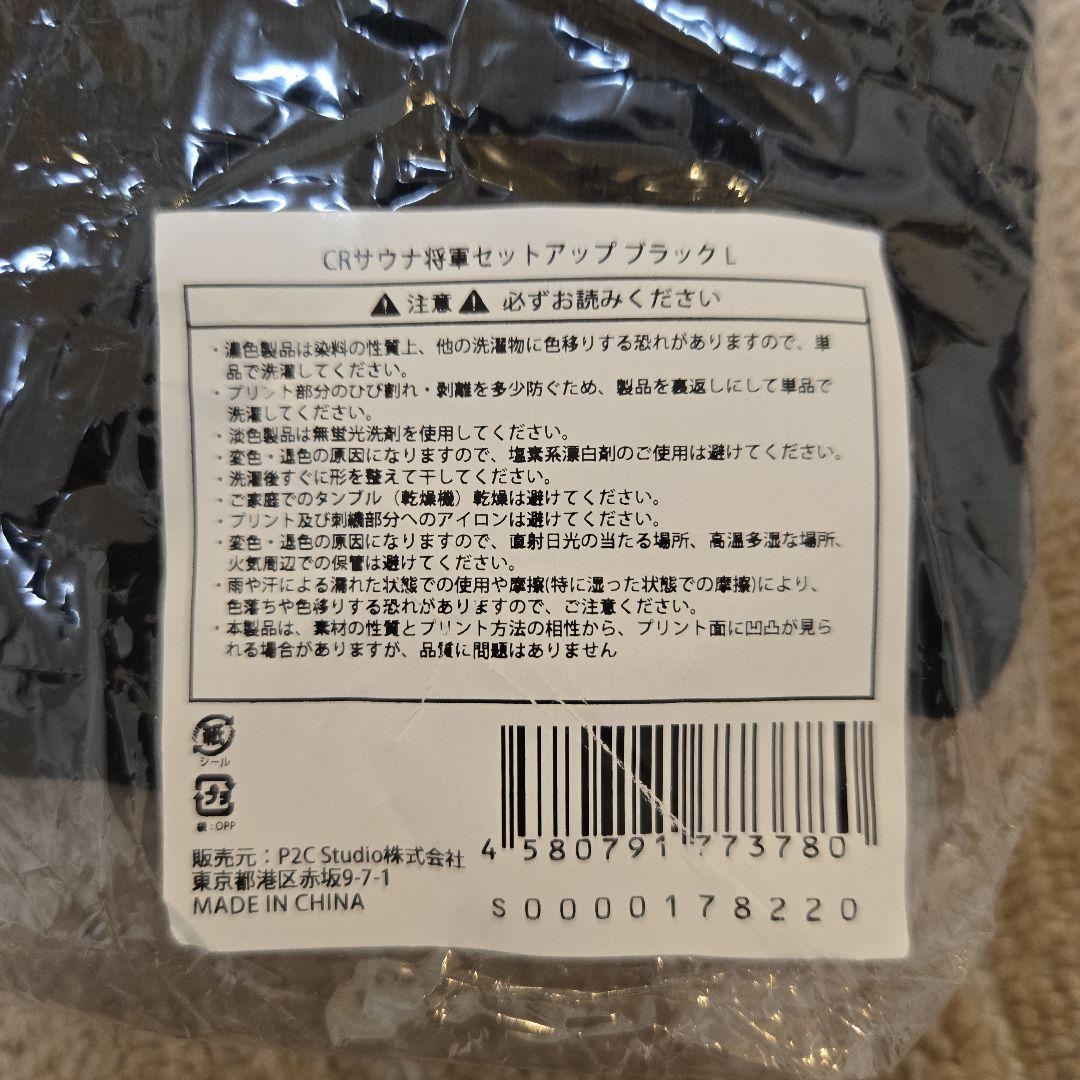 CRサウナ将軍セットアップ ブラック L
⚠ 注意 ⚠ 必ずお読みください
・濃色製品は染料の性質上、他の洗濯物に色移りする恐れがありますので、単
品で洗濯してください。
・プリント部分のひび割れ・剥離を多少防ぐため、製品を裏返しにして単品で
洗濯してください。
・淡色製品は無蛍光洗剤を使用してください。
・変色・退色の原因になりますので、塩素系漂白剤のご使用は避けてください。
・洗濯後すぐに形を整えて干してください。
・ご家庭でのタンブル（乾燥機）乾燥は避けてください。
・プリント及び刺繍部分へのアイロンは避けてください。
・変色・退色の原因になりますので、直射日光の当たる場所、高温多湿な場所、
火気周辺での保管は避けてください。
・雨や汗による濡れた状態での使用や摩擦(特に湿った状態での摩擦)により、
色落ちや色移りする恐れがありますので、ご注意ください。
・本製品は、素材の性質とプリント方法の相性から、プリント面に凹凸が見ら
れる場合がありますが、品質に問題はありません
紙
シール
プラ
袋：OPP
販売元：P2C Studio株式会社
東京都港区赤坂9-7-1
MADE IN CHINA
4 580791 773780
S0000178220